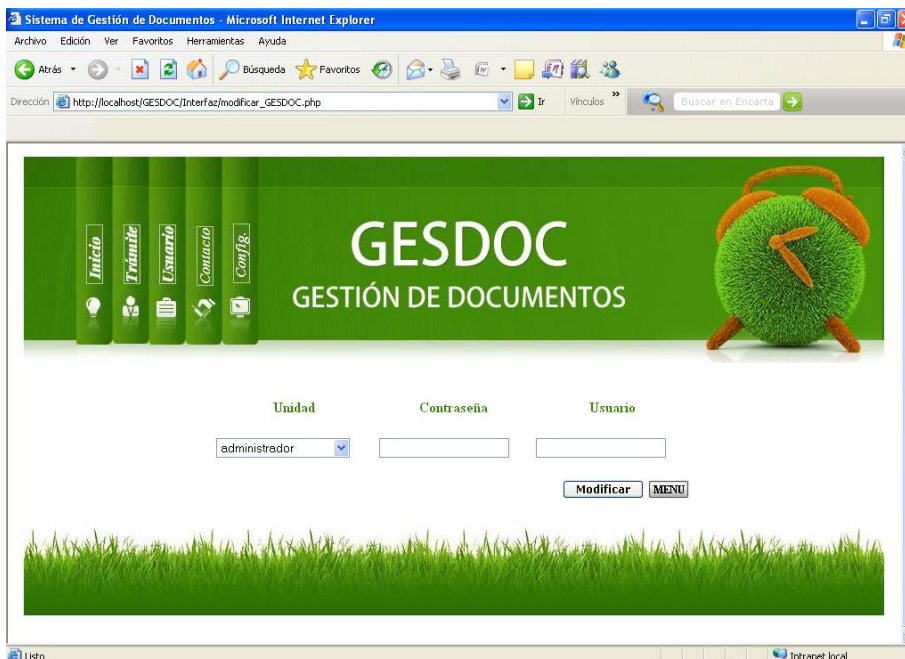 Sistema de Gestión de Documentos - Microsoft Internet Explorer
Archivo Edición Ver Favoritos Herramientas Ayuda
Atrás Búsqueda Favoritos
Dirección http://localhost/GESDOC/Interfaz/modificar_GESDOC.php Ir Vínculos » Buscar en Encarta
Inicio
Trámite
Usuario
Contacto
Config.
GESDOC
GESTIÓN DE DOCUMENTOS
Unidad Contraseña Usuario
administrador
Modificar MENU
Listo Intranet local